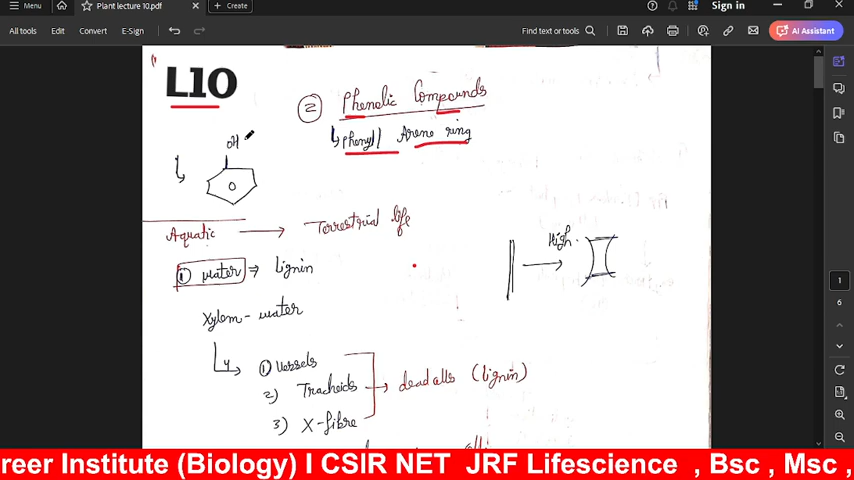 Menu
Plant lecture 10.pdf
Create
Sign in
All tools
Edit
Convert
E-Sign
Find text or tools
AI Assistant
L10
② Phenolic Compounds
↳ phenyl / Arene ring
OH
Aquatic → Terrestrial life
① water ⇒ lignin
High
Xylem - water
① Vessels
2) Tracheids → dead cells (lignin)
3) X-fibre
1
6
reer Institute (Biology) I CSIR NET JRF Lifescience , Bsc , Msc ,